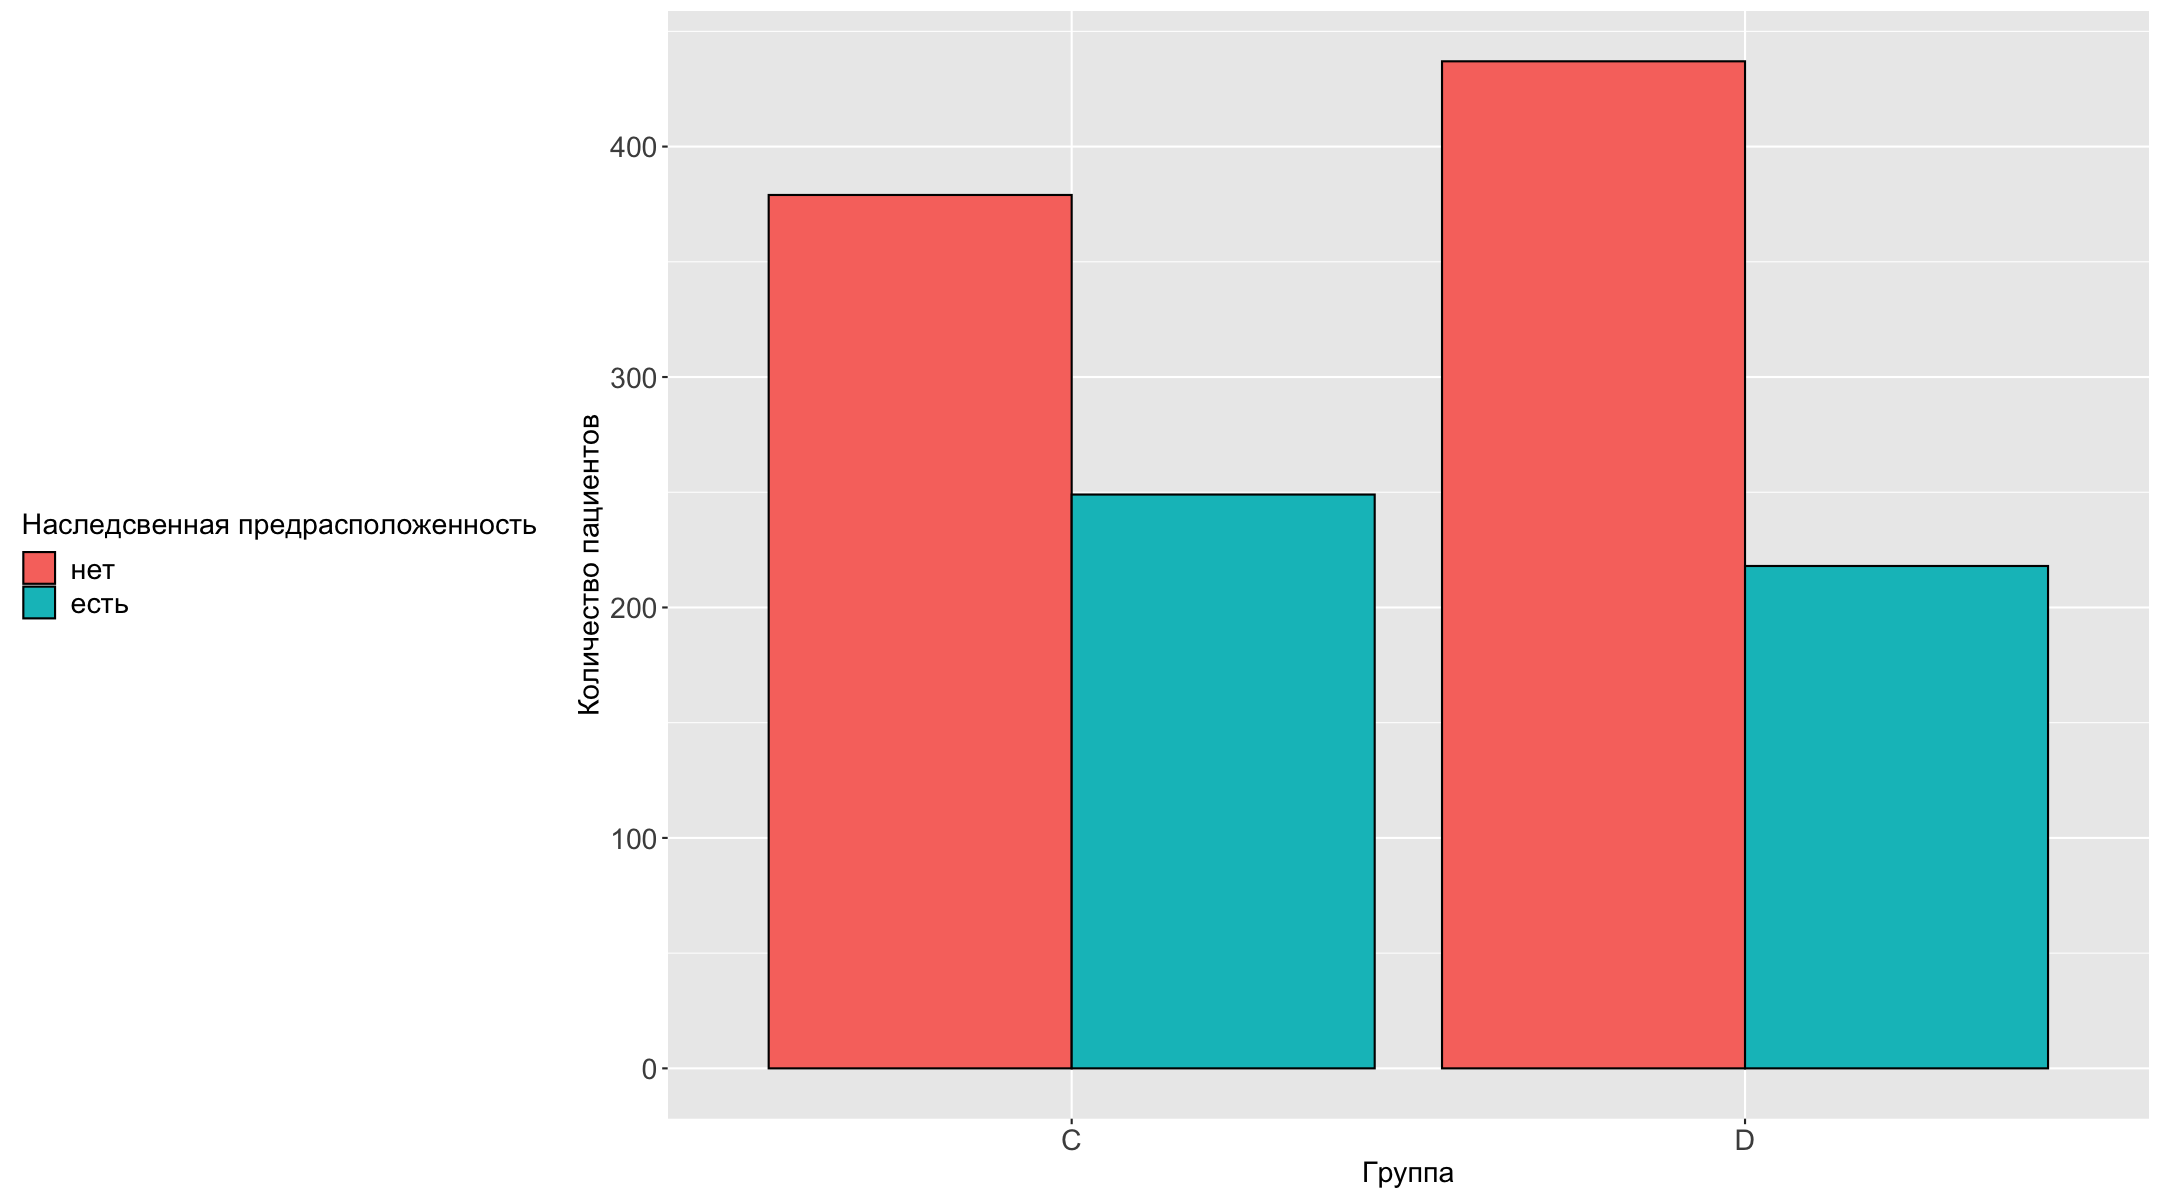 Наследсвенная предрасположенность
нет
есть
Количество пациентов
400
300
200
100
0
C
D
Группа